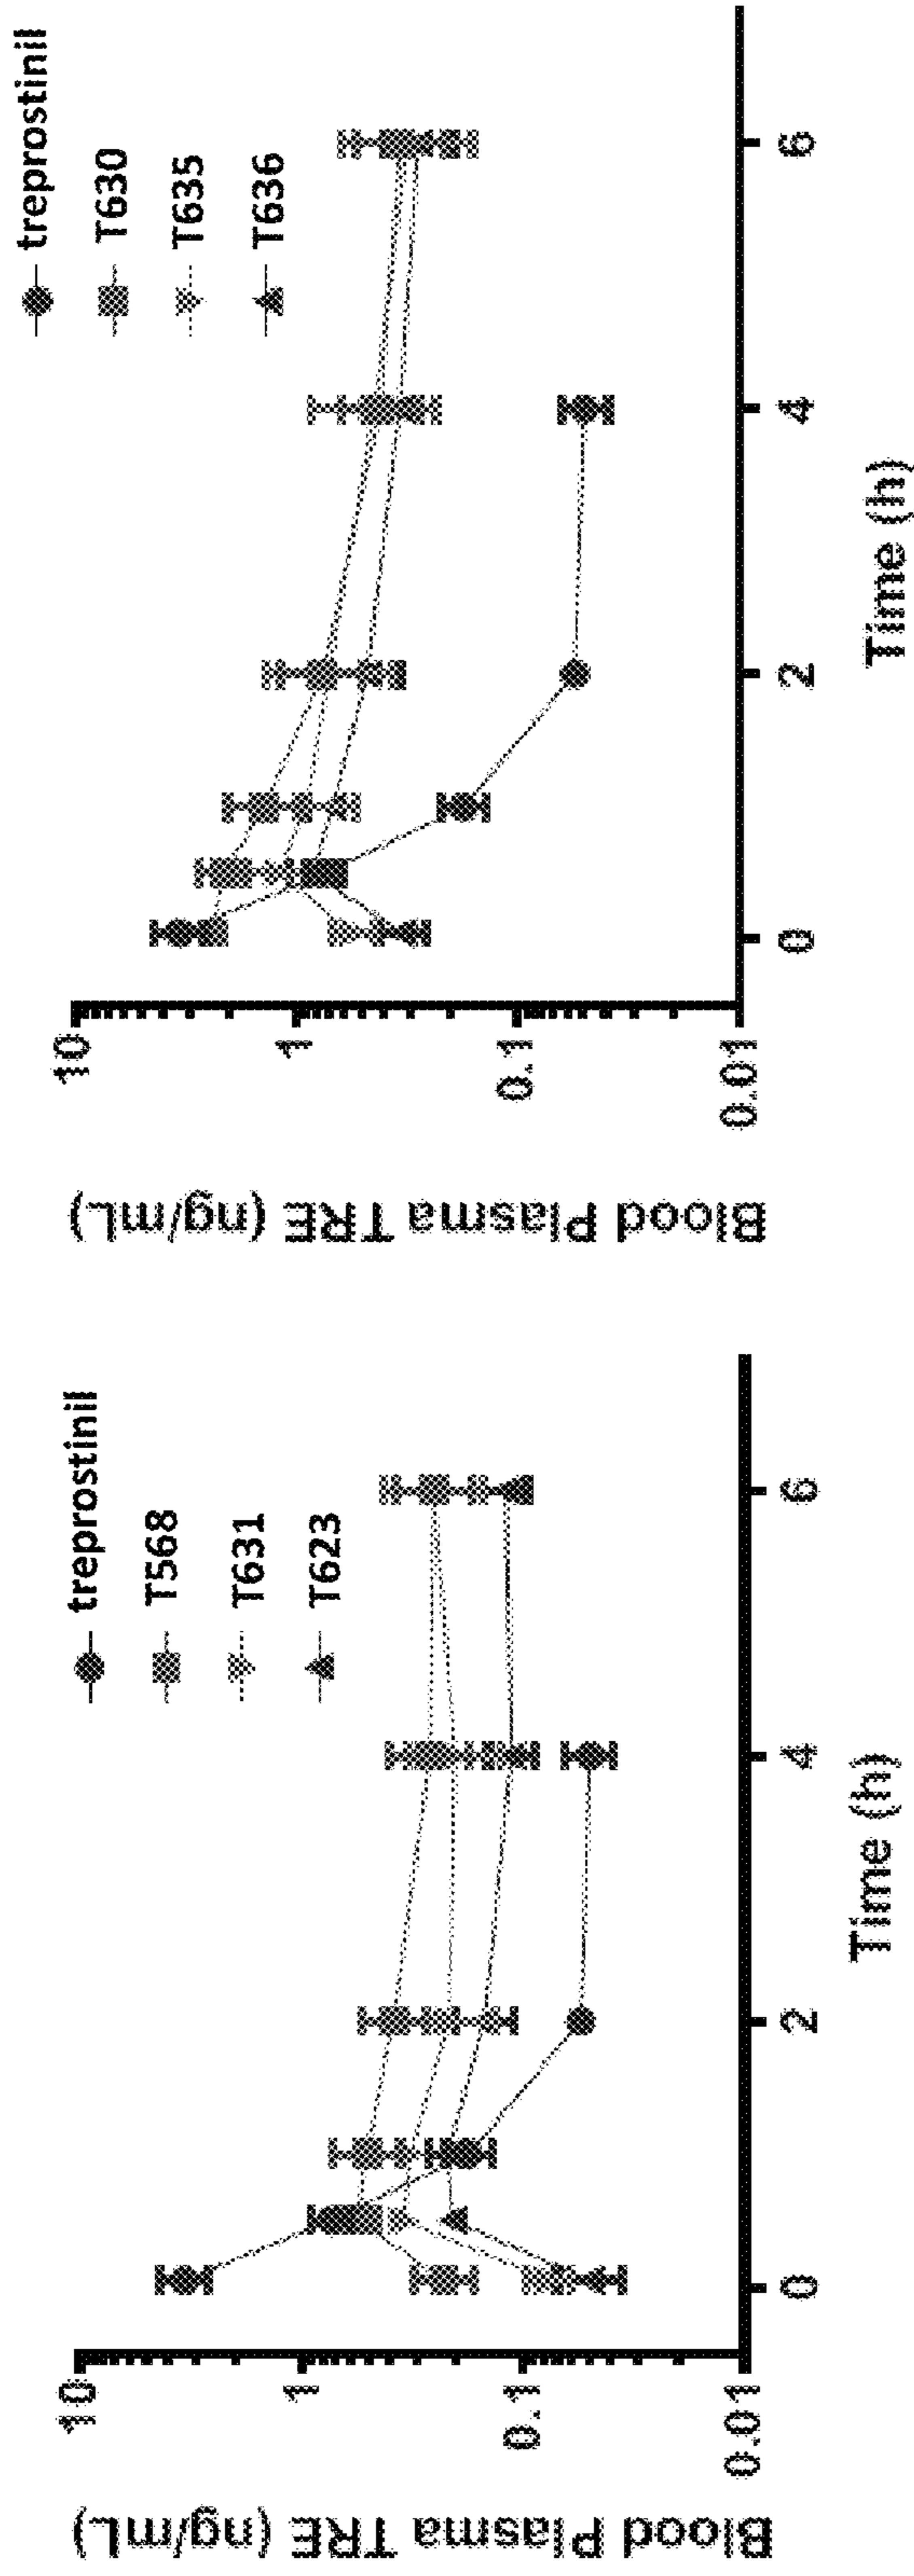 treprostinil
T568
T631
T623
10
1
0.1
0.01
Blood Plasma TRE (ng/mL)
0
2
4
6
Time (h)
treprostinil
T630
T635
T636
10
1
0.1
0.01
Blood Plasma TRE (ng/mL)
0
2
4
6
Time (h)